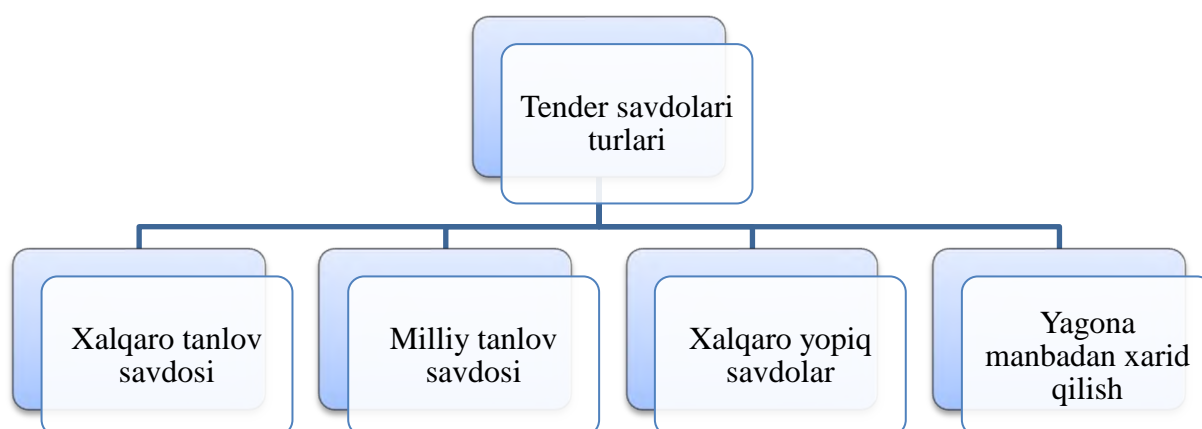 Tender savdolari
turlari
Xalqaro tanlov
savdosi
Milliy tanlov
savdosi
Xalqaro yopiq
savdolar
Yagona
manbadan xarid
qilish